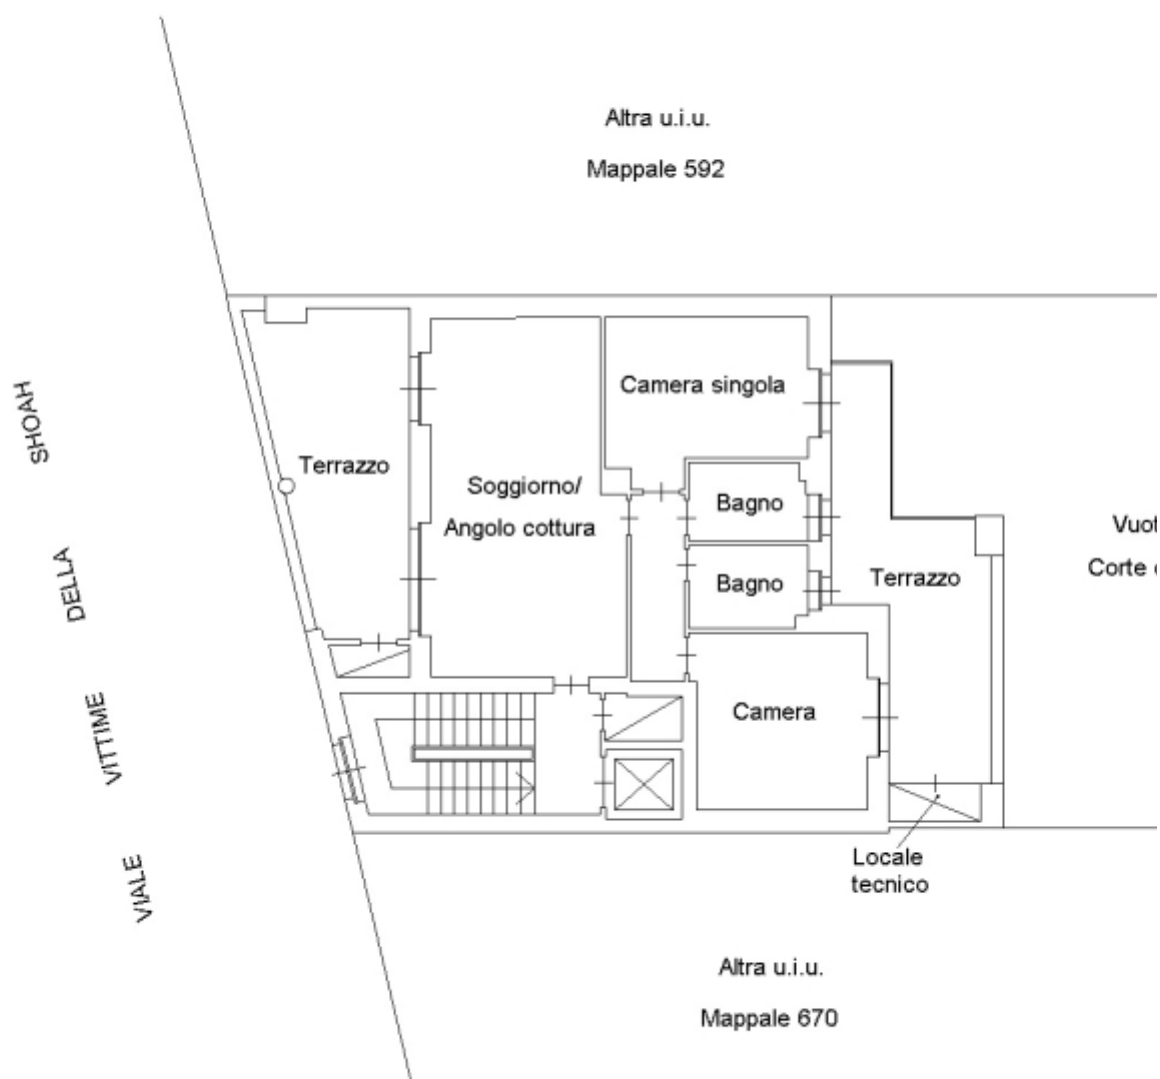 Altra u.i.u.
Mappale 592
Camera singola
Terrazzo
Soggiorno/
Angolo cottura
Bagno
Bagno
Terrazzo
Camera
Locale
tecnico
Altra u.i.u.
Mappale 670
VIALE VITTIME DELLA SHOAH
Corte